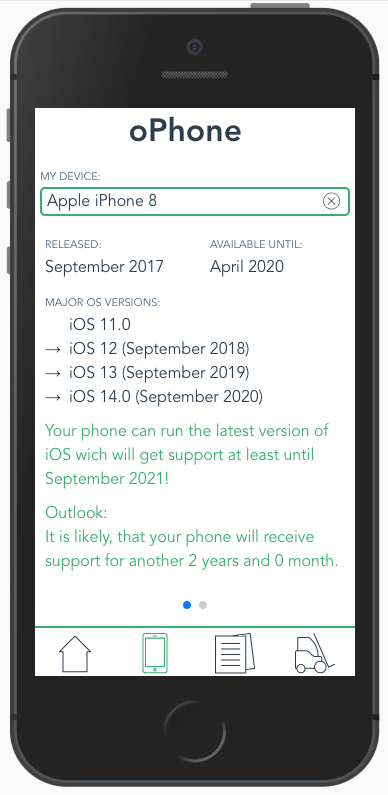 oPhone
MY DEVICE:
Apple iPhone 8
RELEASED: AVAILABLE UNTIL:
September 2017 April 2020
MAJOR OS VERSIONS:
iOS 11.0
→ iOS 12 (September 2018)
→ iOS 13 (September 2019)
→ iOS 14.0 (September 2020)
Your phone can run the latest version of
iOS wich will get support at least until
September 2021!
Outlook:
It is likely, that your phone will receive
support for another 2 years and 0 month.